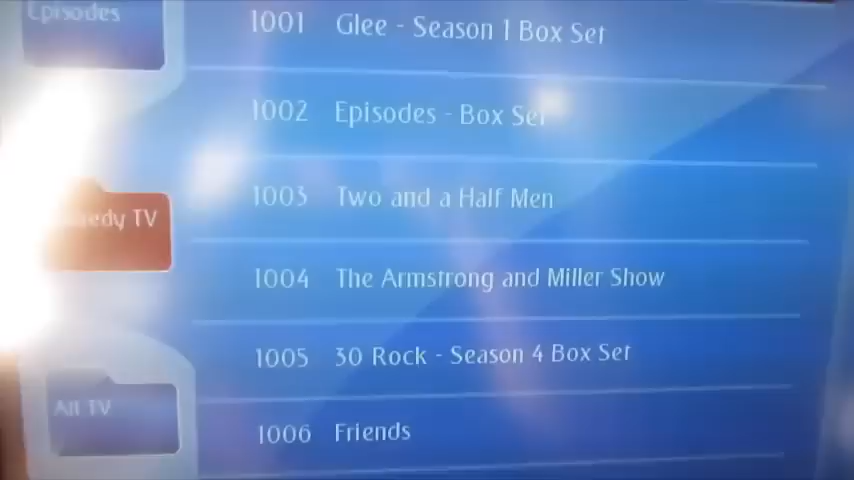 Episodes
1001 Glee - Season 1 Box Set
1002 Episodes - Box Set
1003 Two and a Half Men
TV
1004 The Armstrong and Miller Show
1005 30 Rock - Season 4 Box Set
All TV
1006 Friends